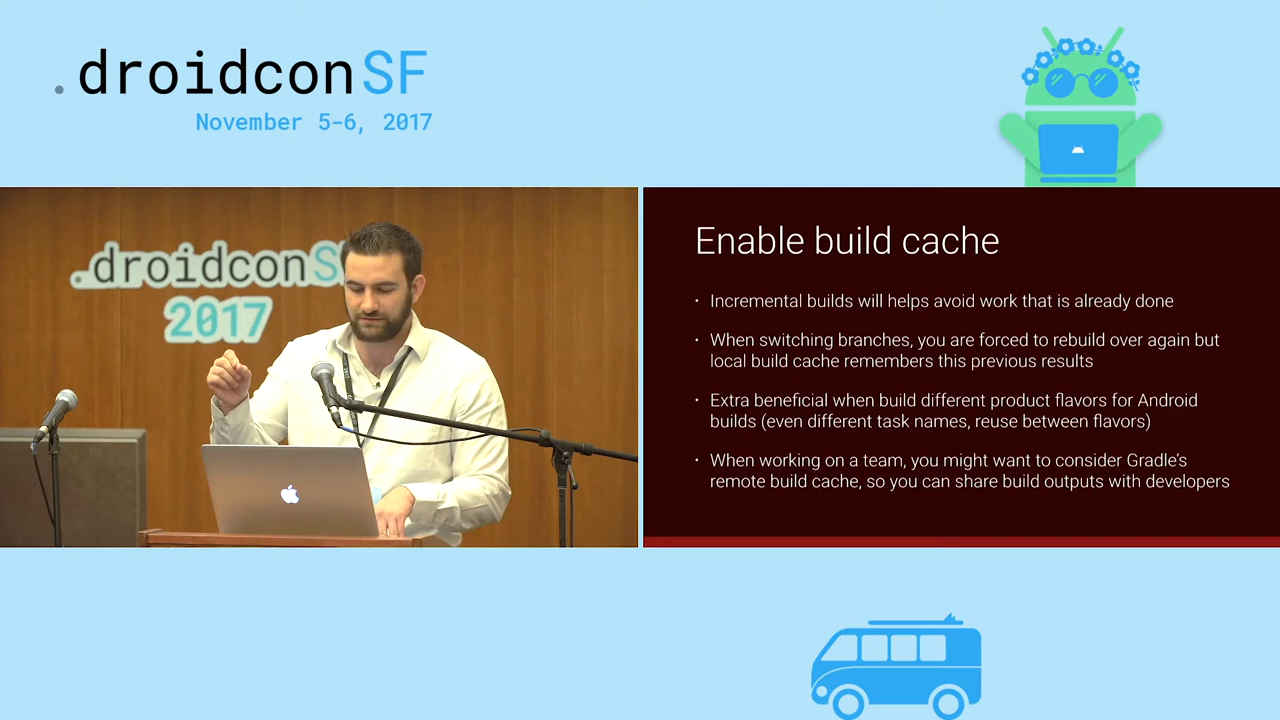 .droidconSF
November 5-6, 2017
.droidconS
2017
Enable build cache
• Incremental builds will helps avoid work that is already done
• When switching branches, you are forced to rebuild over again but
local build cache remembers this previous results
• Extra beneficial when build different product flavors for Android
builds (even different task names, reuse between flavors)
• When working on a team, you might want to consider Gradle's
remote build cache, so you can share build outputs with developers